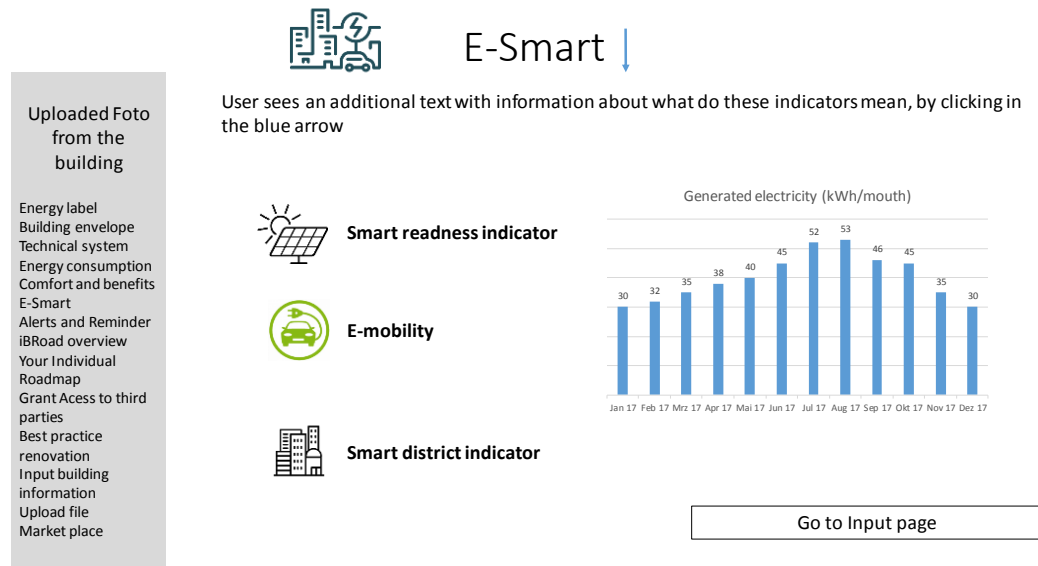 E-Smart
User sees an additional text with information about what do these indicators mean, by clicking in
the blue arrow
Uploaded Foto
from the
building
Energy label
Building envelope
Technical system
Energy consumption
Comfort and benefits
E-Smart
Alerts and Reminder
iBRoad overview
Your Individual
Roadmap
Grant Acess to third
parties
Best practice
renovation
Input building
information
Upload file
Market place
Smart readness indicator
E-mobility
Smart district indicator
Generated electricity (kWh/mouth)
30 32 35 38 40 45 52 53 46 45 35 30
Jan 17 Feb 17 Mrz 17 Apr 17 Mai 17 Jun 17 Jul 17 Aug 17 Sep 17 Okt 17 Nov 17 Dez 17
Go to Input page